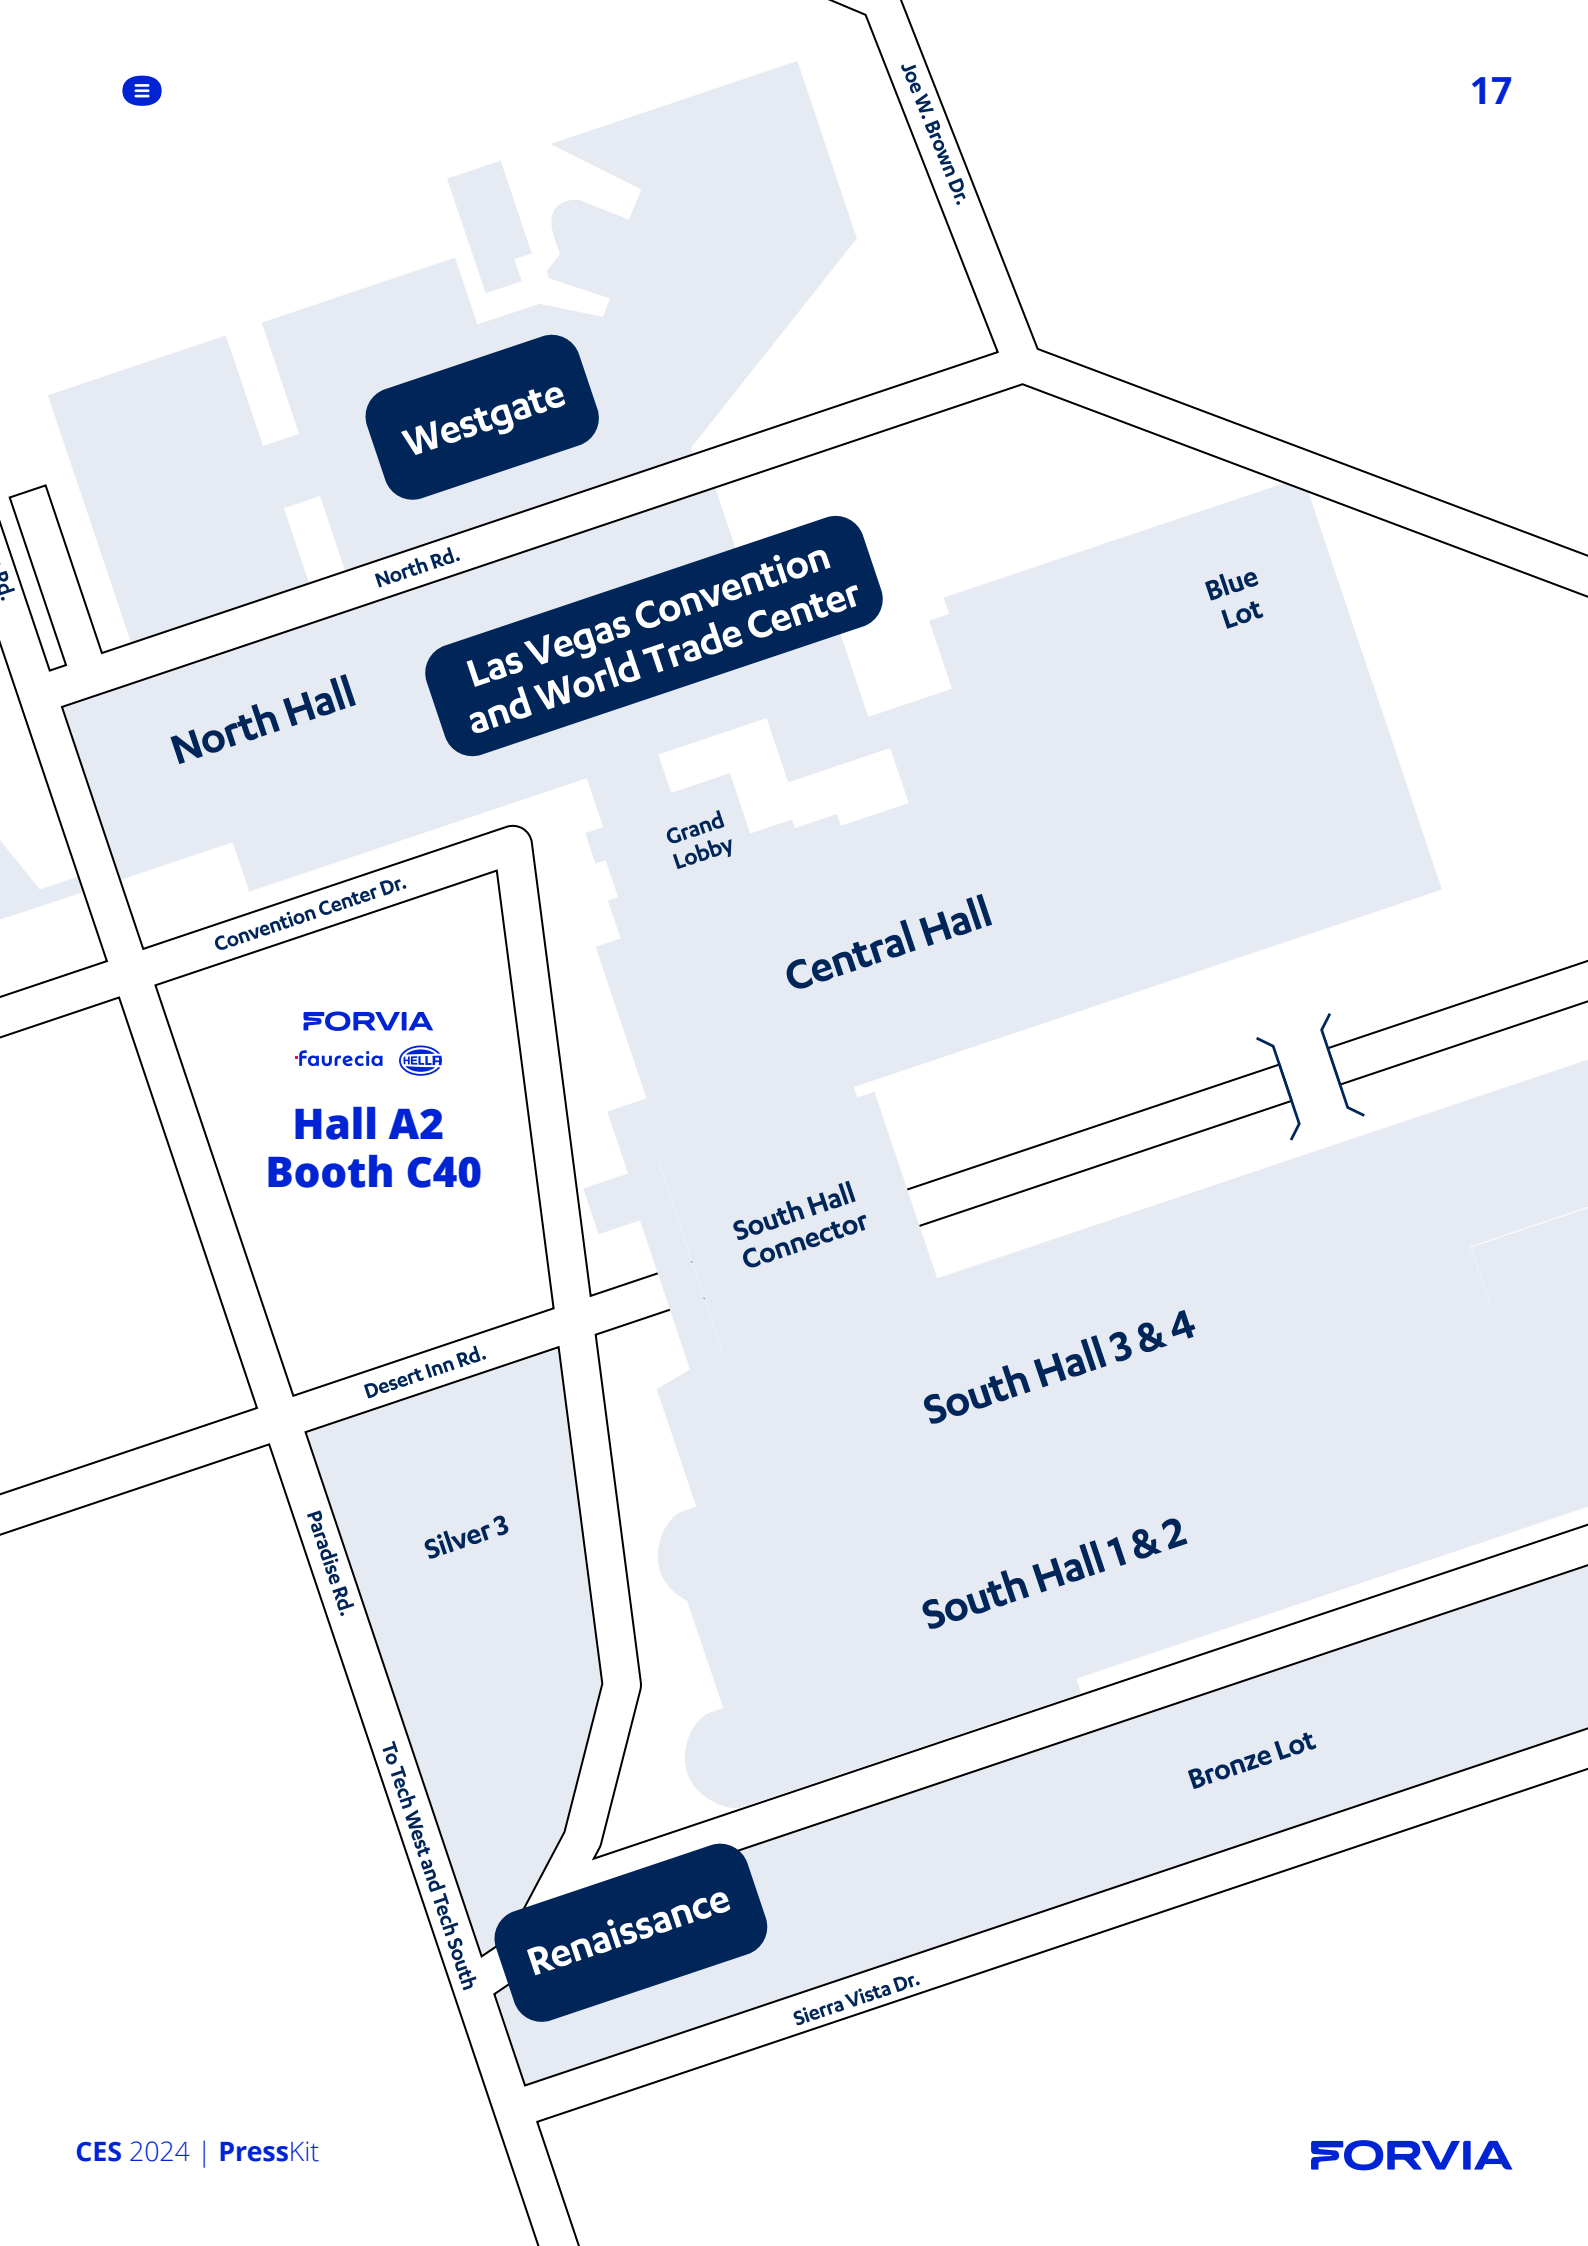 17
Joe W. Brown Dr.
Westgate
Rd.
North Rd.
Las Vegas Convention
and World Trade Center
Blue
Lot
North Hall
Grand
Lobby
Convention Center Dr.
Central Hall
FORVIA
faurecia
HELLA
Hall A2
Booth C40
South Hall
Connector
South Hall 3 & 4
Desert Inn Rd.
Silver 3
Paradise Rd.
South Hall 1 & 2
To Tech West and Tech South
Bronze Lot
Renaissance
Sierra Vista Dr.
CES 2024 | PressKit
FORVIA